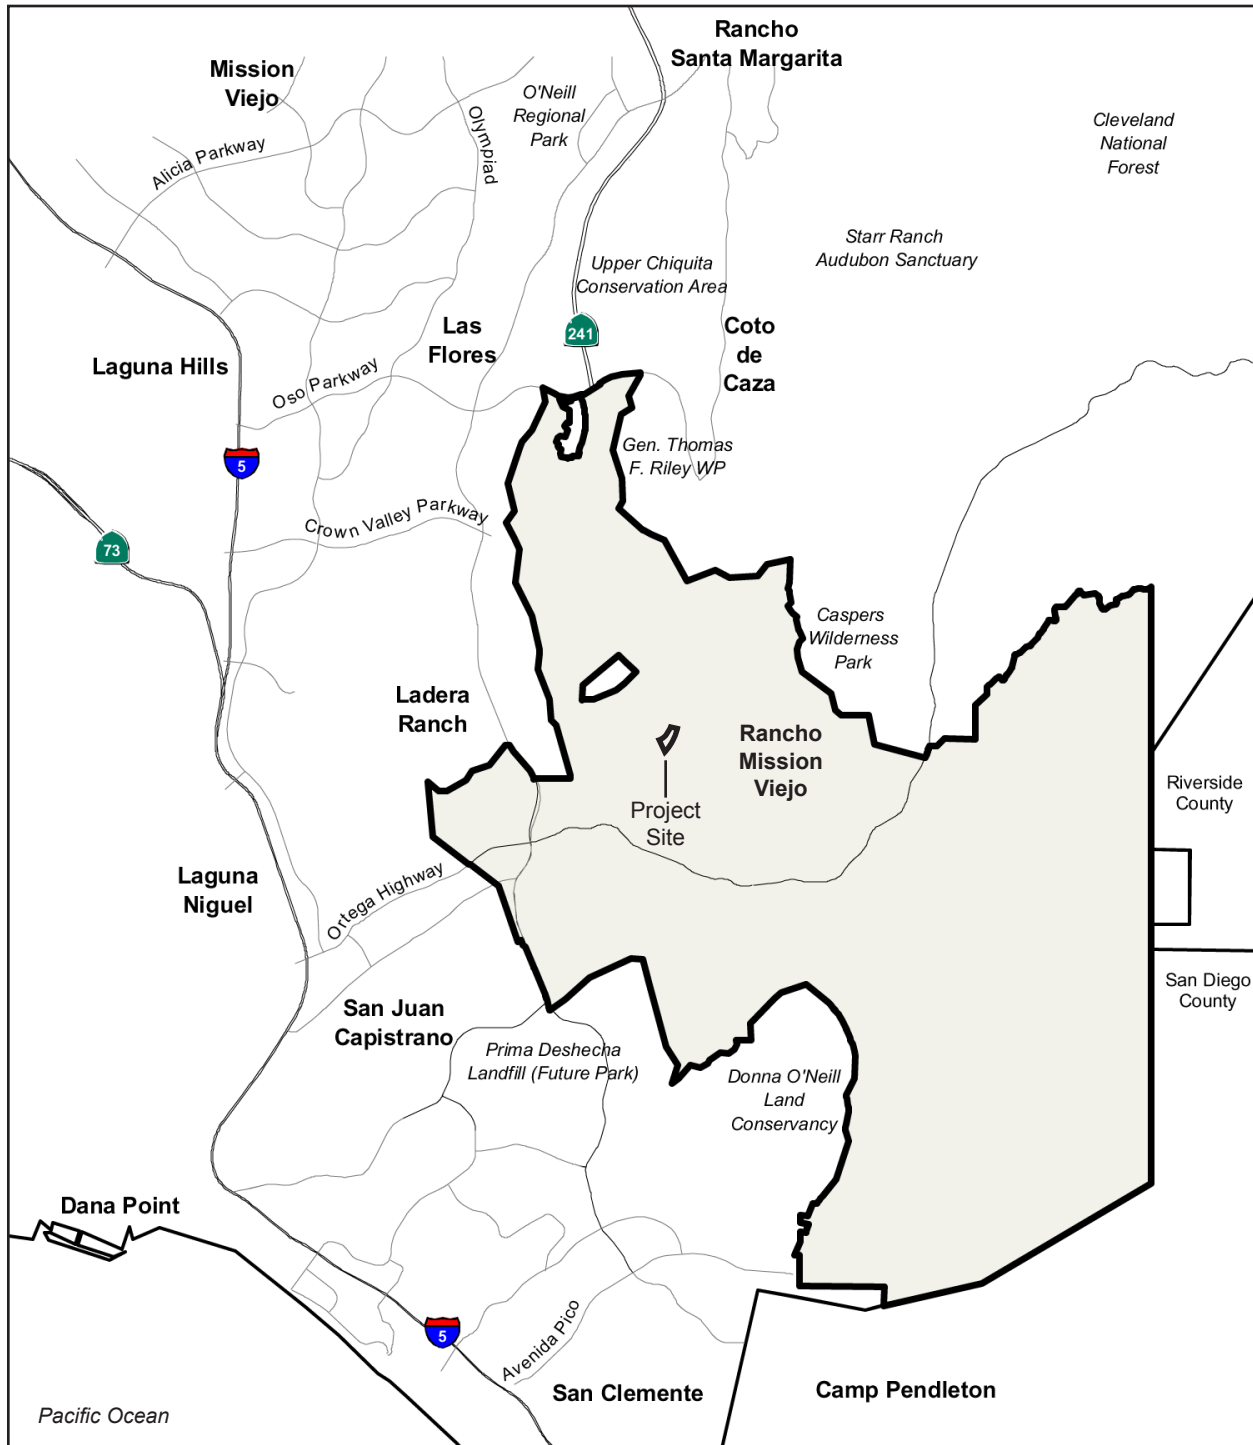 Rancho
Santa Margarita
Mission
Viejo
O'Neill
Regional
Park
Olympiad
Cleveland
National
Forest
Alicia Parkway
Starr Ranch
Audubon Sanctuary
Upper Chiquita
Conservation Area
241
Las
Flores
Coto
de
Caza
Laguna Hills
Oso Parkway
Gen. Thomas
F. Riley WP
5
Crown Valley Parkway
73
Caspers
Wilderness
Park
Ladera
Ranch
Rancho
Mission
Viejo
Project
Site
Riverside
County
Laguna
Niguel
Ortega Highway
San Diego
County
San Juan
Capistrano
Prima Deshecha
Landfill (Future Park)
Donna O'Neill
Land
Conservancy
Dana Point
5
Avenida Pico
San Clemente
Camp Pendleton
Pacific Ocean